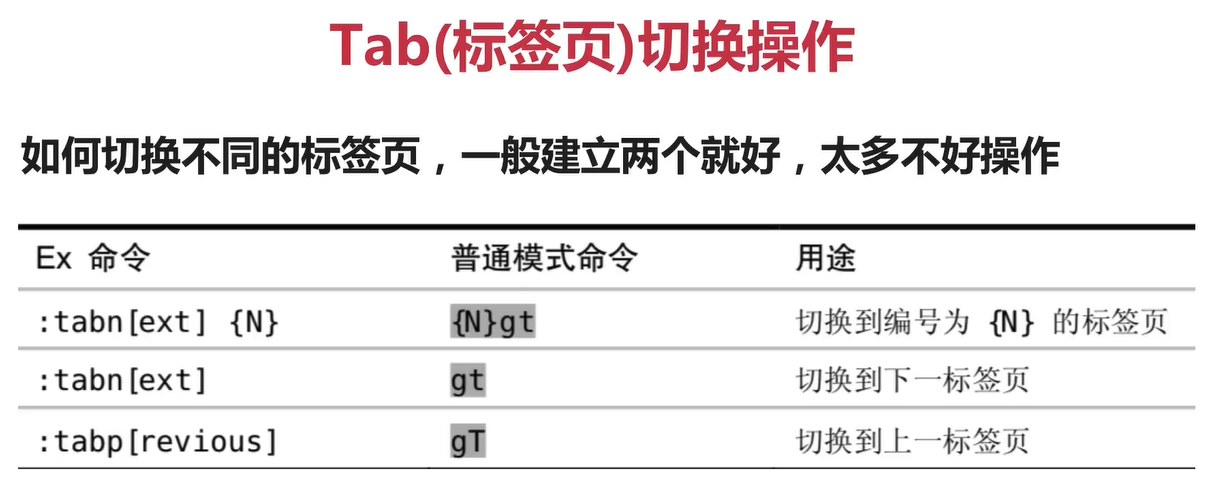 Tab(标签页)切换操作
如何切换不同的标签页，一般建立两个就好，太多不好操作
Ex 命令 普通模式命令 用途
:tabn[ext] {N} {N}gt 切换到编号为 {N} 的标签页
:tabn[ext] gt 切换到下一标签页
:tabp[revious] gT 切换到上一标签页